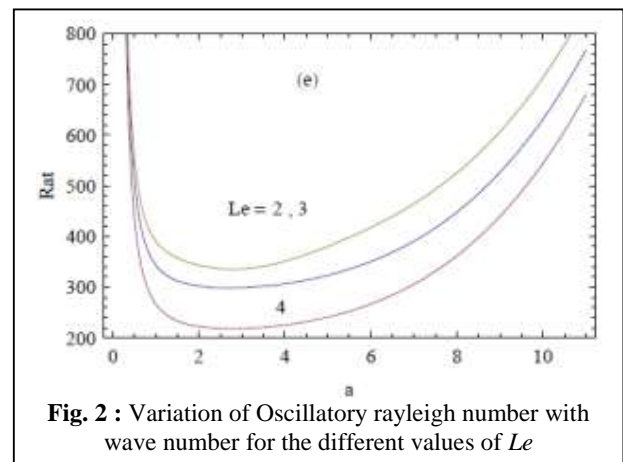 800
700
600
500
400
300
200
Rat
(e)
Le = 2 , 3
4
0 2 4 6 8 10
a
Fig. 2 : Variation of Oscillatory rayleigh number with
wave number for the different values of Le